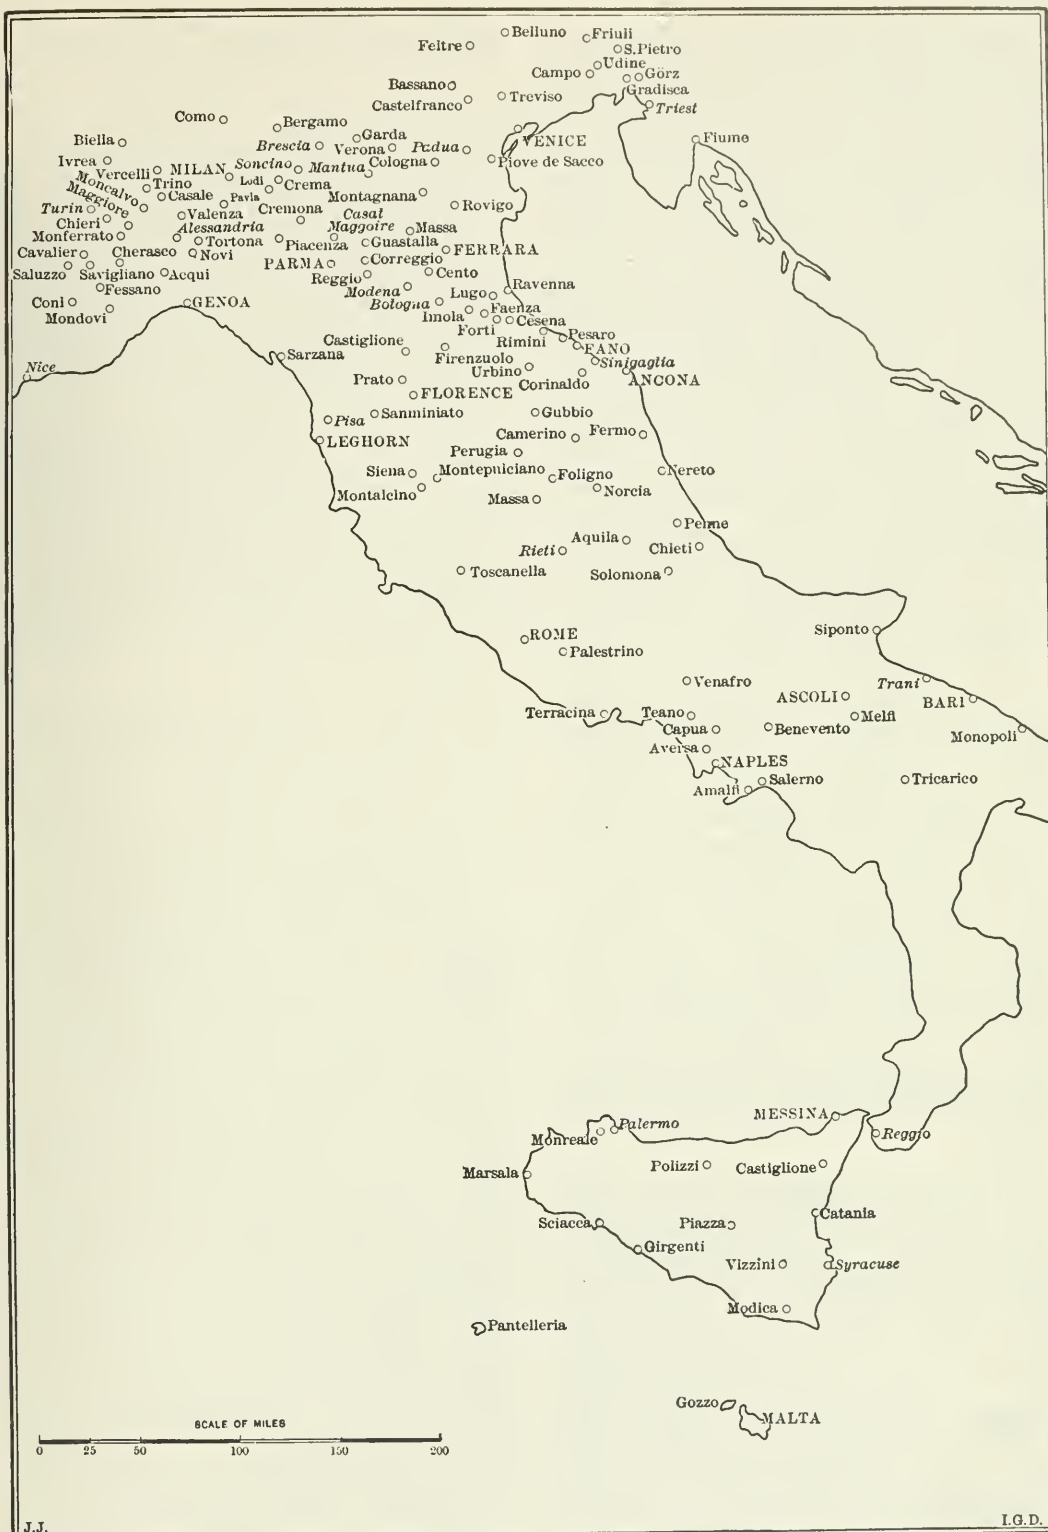 Belluno
Friuli
Feltre
S. Pietro
Udine
Campo
Görz
Bassano
Gradisca
Castelfranco
Treviso
Triest
Como
Bergamo
Garda
VENICE
Fiume
Biella
Brescia
Verona
Padua
Ivrea
Vercelli
MILAN
Soncino
Mantua
Cologna
Piove de Sacco
Moncalvo
Trino
Lodi
Crema
Maggiore
Casale
Pavia
Montagnana
Turin
Valenza
Cremona
Casal
Maggoire
Rovigo
Chieri
Alessandria
Massa
Monferrato
Tortona
Piacenza
Guastalla
FERRARA
Cavalier
Cherasco
Novi
PARMA
Correggio
Saluzzo
Savigliano
Acqui
Reggio
Cento
Fessano
Modena
Lugo
Ravenna
Coni
GENOA
Bologna
Faenza
Mondovi
Imola
Cesena
Forti
Rimini
Pesaro
Castiglione
FANO
Nice
Sarzana
Firenzuolo
Sinigaglia
Urbino
Prato
Corinaldo
ANCONA
FLORENCE
Pisa
Sanminiato
Gubbio
LEGHORN
Camerino
Fermo
Perugia
Siena
Montepulciano
Foligno
Nereto
Montalcino
Massa
Norcia
Penne
Aquila
Rieti
Chieti
Toscanella
Solomona
Siponto
ROME
Palestrino
Venafro
Trani
ASCOLI
BARI
Terracina
Teano
Melfi
Capua
Benevento
Monopoli
Aversa
NAPLES
Amalfi
Salerno
Tricarico
MESSINA
Palermo
Monreale
Reggio
Marsala
Polizzi
Castiglione
Sciacca
Piazza
Catania
Girgenti
Vizzini
Syracuse
Modica
Pantelleria
Gozzo
MALTA
SCALE OF MILES
0 25 50 100 150 200
J.J. I.G.D.